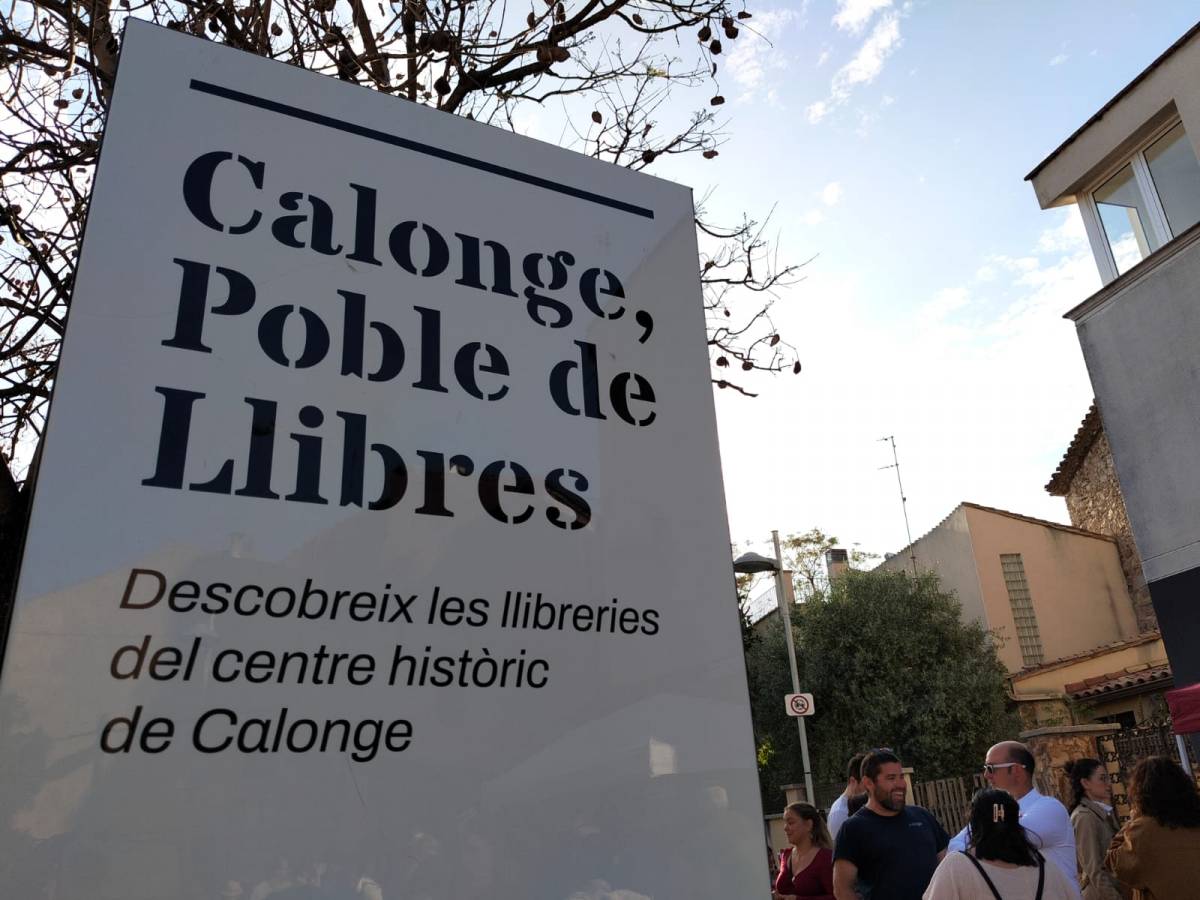 Calonge,
Poble de
Llibres
Descobreix les llibreries
del centre històric
de Calonge